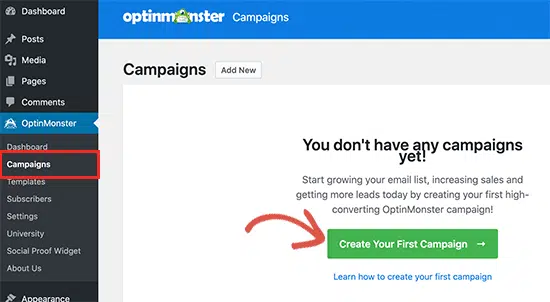 Dashboard
Posts
Media
Pages
Comments
OptinMonster
Dashboard
Campaigns
Templates
Subscribers
Settings
University
Social Proof Widget
About Us
Appearance
optinmonster Campaigns
Campaigns Add New
You don't have any campaigns
yet!
Start growing your email list, increasing sales and
getting more leads today by creating your first high-
converting OptinMonster campaign!
Create Your First Campaign →
Learn how to create your first campaign